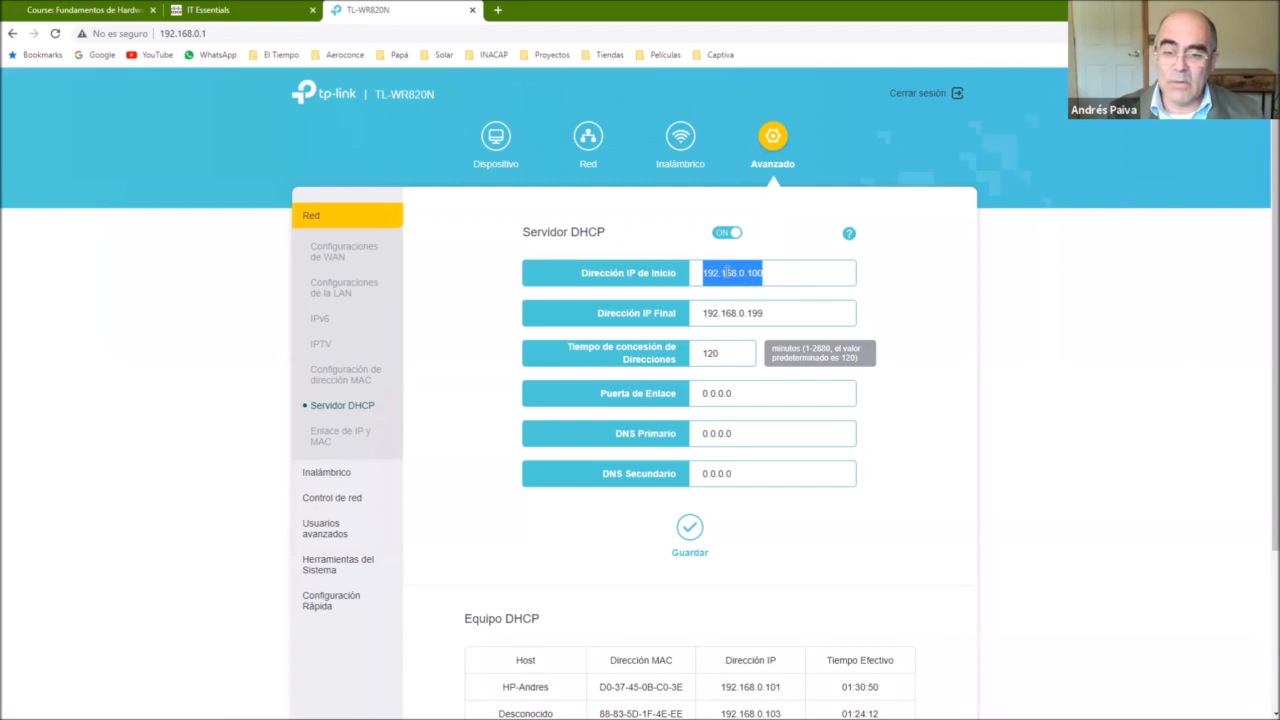 Course: Fundamentos de Hardw
IT Essentials
TL-WR820N
No es seguro
192.168.0.1
Bookmarks
Google
YouTube
WhatsApp
El Tiempo
Aeroconce
Papá
Solar
INACAP
Proyectos
Tiendas
Películas
Captiva
Andrés Paiva
tp-link | TL-WR820N
Cerrar sesión
Dispositivo
Red
Inalámbrico
Avanzado
Red
Configuraciones
de WAN
Configuraciones
de la LAN
IPv6
IPTV
Configuración de
dirección MAC
Servidor DHCP
Enlace de IP y
MAC
Inalámbrico
Control de red
Usuarios
avanzados
Herramientas del
Sistema
Configuración
Rápida
Servidor DHCP
ON
?
Dirección IP de Inicio
192.168.0.100
Dirección IP Final
192.168.0.199
Tiempo de concesión de
Direcciones
120
minutos (1-2880, el valor
predeterminado es 120)
Puerta de Enlace
0.0.0.0
DNS Primario
0.0.0.0
DNS Secundario
0.0.0.0
Guardar
Equipo DHCP
Host Dirección MAC Dirección IP Tiempo Efectivo
HP-Andres D0-37-45-0B-C0-3E 192.168.0.101 01:30:50
Desconocido 88-83-5D-1F-4E-EE 192.168.0.103 01:24:12